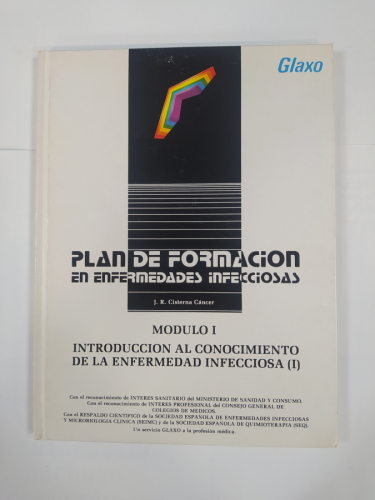 Glaxo
PLAN DE FORMACION
EN ENFERMEDADES INFECCIOSAS
J. R. Cisterna Cáncer
MODULO I
INTRODUCCION AL CONOCIMIENTO
DE LA ENFERMEDAD INFECCIOSA (I)
Con el reconocimiento de INTERES SANITARIO del MINISTERIO DE SANIDAD Y CONSUMO.
Con el reconocimiento de INTERES PROFESIONAL del CONSEJO GENERAL DE
COLEGIOS DE MEDICOS.
Con el RESPALDO CIENTIFICO de la SOCIEDAD ESPAÑOLA DE ENFERMEDADES INFECCIOSAS
Y MICROBIOLOGIA CLINICA (SEIMC) y de la SOCIEDAD ESPAÑOLA DE QUIMIOTERAPIA (SEQ).
Un servicio GLAXO a la profesión médica.